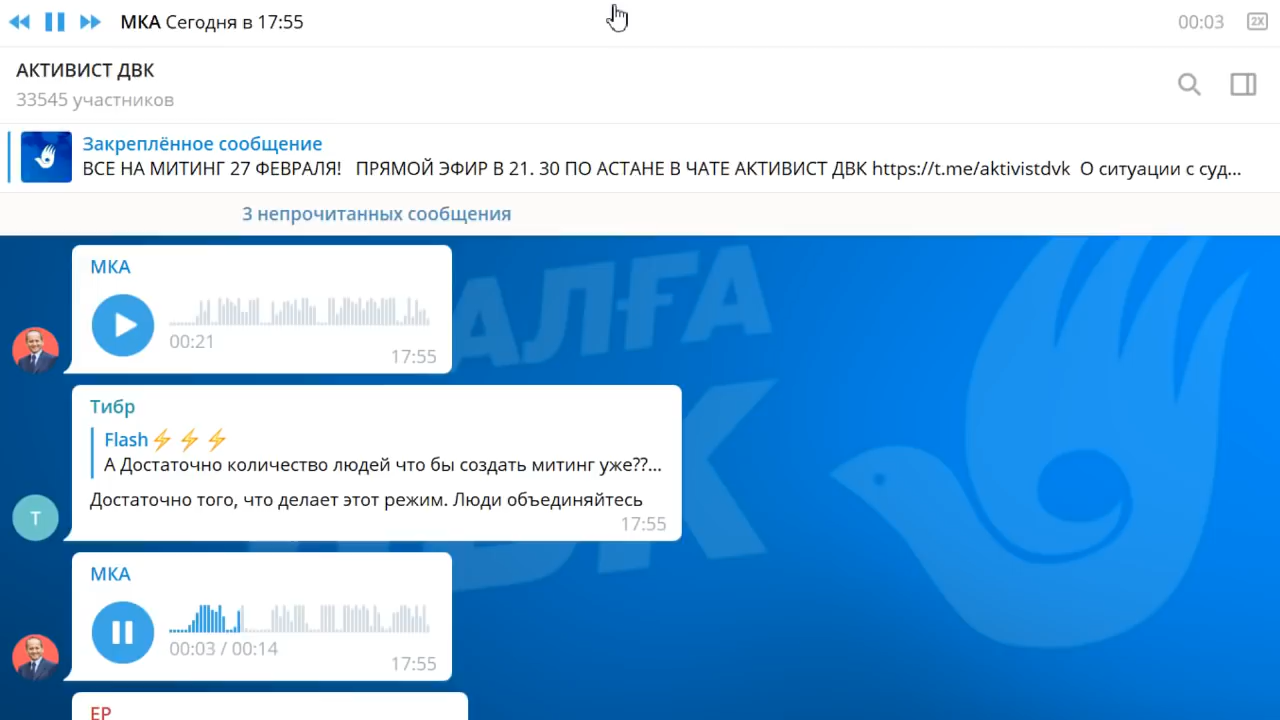 МКА Сегодня в 17:55
00:03
2X
АКТИВИСТ ДВК
33545 участников
Закреплённое сообщение
ВСЕ НА МИТИНГ 27 ФЕВРАЛЯ! ПРЯМОЙ ЭФИР В 21. 30 ПО АСТАНЕ В ЧАТЕ АКТИВИСТ ДВК https://t.me/aktivistdvk О ситуации с суд...
3 непрочитанных сообщения
АЛҒА
ДВК
МКА
00:21
17:55
Тибр
Flash⚡⚡⚡
А Достаточно количество людей что бы создать митинг уже??...
Достаточно того, что делает этот режим. Люди объединяйтесь
17:55
Т
МКА
00:03 / 00:14
17:55
ЕР